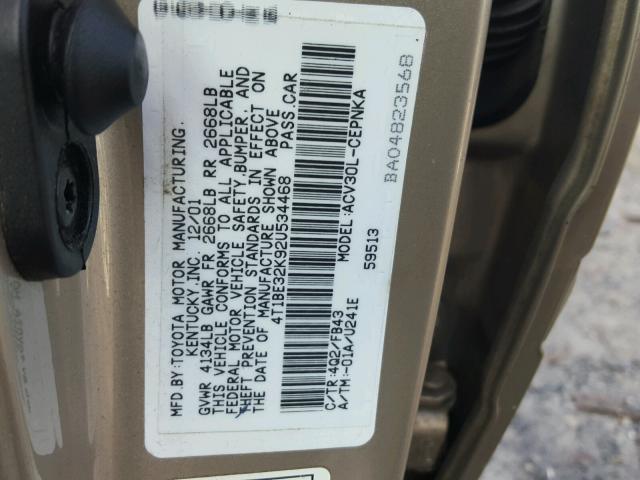 MFD.BY:TOYOTA MOTOR MANUFACTURING,
KENTUCKY,INC. 12/01
GVWR 4134LB GAWR FR 2668LB RR 2668LB
THIS VEHICLE CONFORMS TO ALL APPLICABLE
FEDERAL MOTOR VEHICLE SAFETY,BUMPER, AND
THEFT PREVENTION STANDARDS IN EFFECT ON
THE DATE OF MANUFACTURE SHOWN ABOVE
4T1BE32K92U534468 PASS.CAR
C/TR:4Q2/FB43 MODEL:ACV30L-CEPNKA
A/TM:-01A/U241E 59513
BA04823568